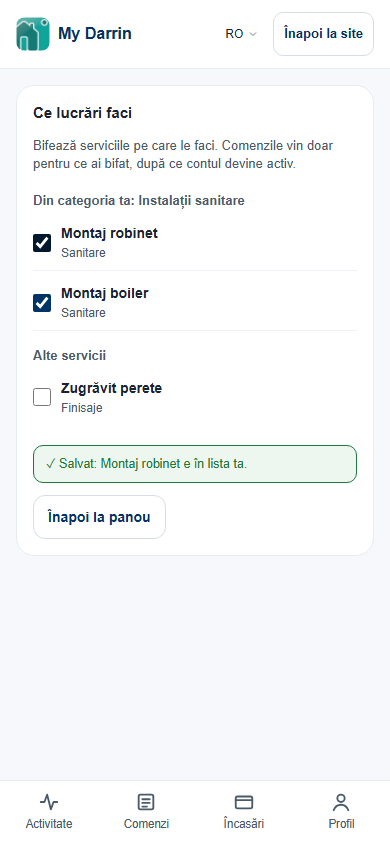 My Darrin
RO
Înapoi la site
Ce lucrări faci
Bifează serviciile pe care le faci. Comenzile vin doar
pentru ce ai bifat, după ce contul devine activ.
Din categoria ta: Instalații sanitare
Montaj robinet
Sanitare
Montaj boiler
Sanitare
Alte servicii
Zugrăvit perete
Finisaje
✓ Salvat: Montaj robinet e în lista ta.
Înapoi la panou
Activitate
Comenzi
Încasări
Profil